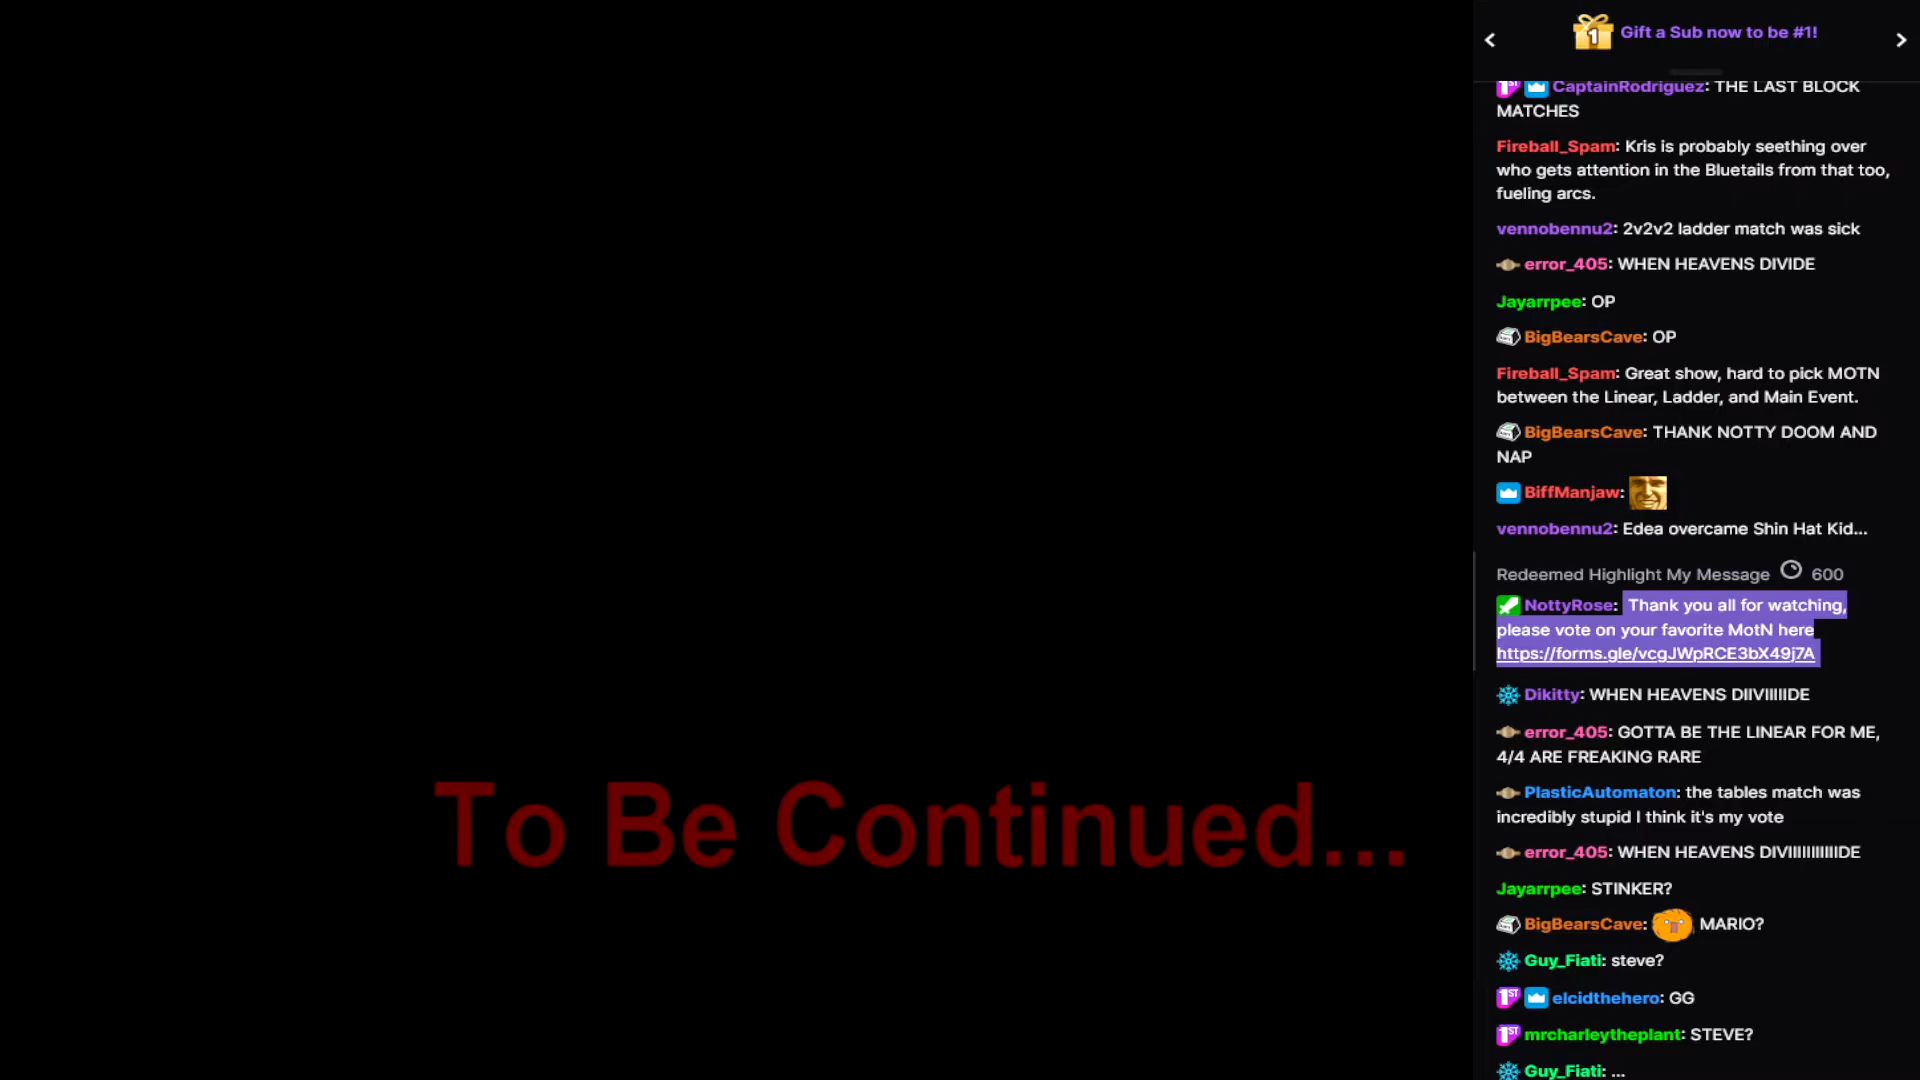 Gift a Sub now to be #1!
CaptainRodriguez: THE LAST BLOCK
MATCHES
Fireball_Spam: Kris is probably seething over
who gets attention in the Bluetails from that too,
fueling arcs.
vennobennu2: 2v2v2 ladder match was sick
error_405: WHEN HEAVENS DIVIDE
Jayarrpee: OP
BigBearsCave: OP
Fireball_Spam: Great show, hard to pick MOTN
between the Linear, Ladder, and Main Event.
BigBearsCave: THANK NOTTY DOOM AND
NAP
BiffManjaw:
vennobennu2: Edea overcame Shin Hat Kid...
Redeemed Highlight My Message 600
NottyRose: Thank you all for watching,
please vote on your favorite MotN here
https://forms.gle/vcgJWpRCE3bX49j7A
Dikitty: WHEN HEAVENS DIIVIIIIIDE
error_405: GOTTA BE THE LINEAR FOR ME,
4/4 ARE FREAKING RARE
PlasticAutomaton: the tables match was
incredibly stupid I think it's my vote
error_405: WHEN HEAVENS DIVIIIIIIIIIIIDE
Jayarrpee: STINKER?
BigBearsCave: MARIO?
Guy_Fiati: steve?
elcidthehero: GG
mrcharleytheplant: STEVE?
Guy_Fiati: ...
To Be Continued...